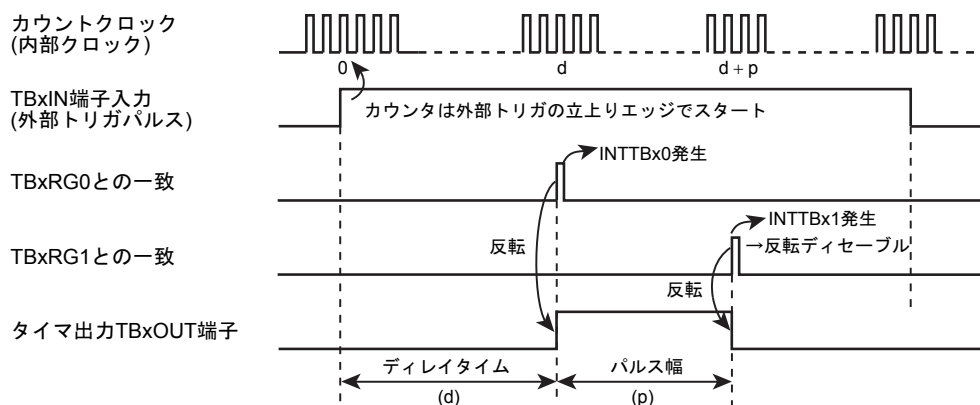 カウントクロック
(内部クロック)
0
d
d + p
TBxIN端子入力
(外部トリガパルス)
カウンタは外部トリガの立上りエッジでスタート
INTTBx0発生
TBxRG0との一致
INTTBx1発生
反転
→反転ディセーブル
TBxRG1との一致
反転
タイマ出力TBxOUT端子
ディレイタイム
パルス幅
(d)
(p)